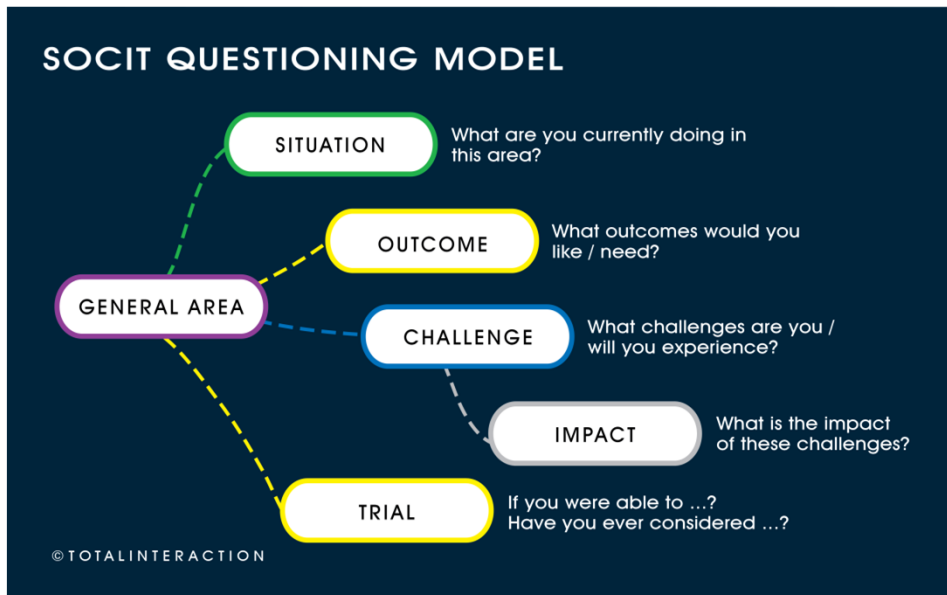 SOCIT QUESTIONING MODEL
SITUATION
What are you currently doing in
this area?
OUTCOME
What outcomes would you
like / need?
GENERAL AREA
CHALLENGE
What challenges are you /
will you experience?
IMPACT
What is the impact
of these challenges?
TRIAL
If you were able to ...?
Have you ever considered ...?
©TOTALINTERACTION